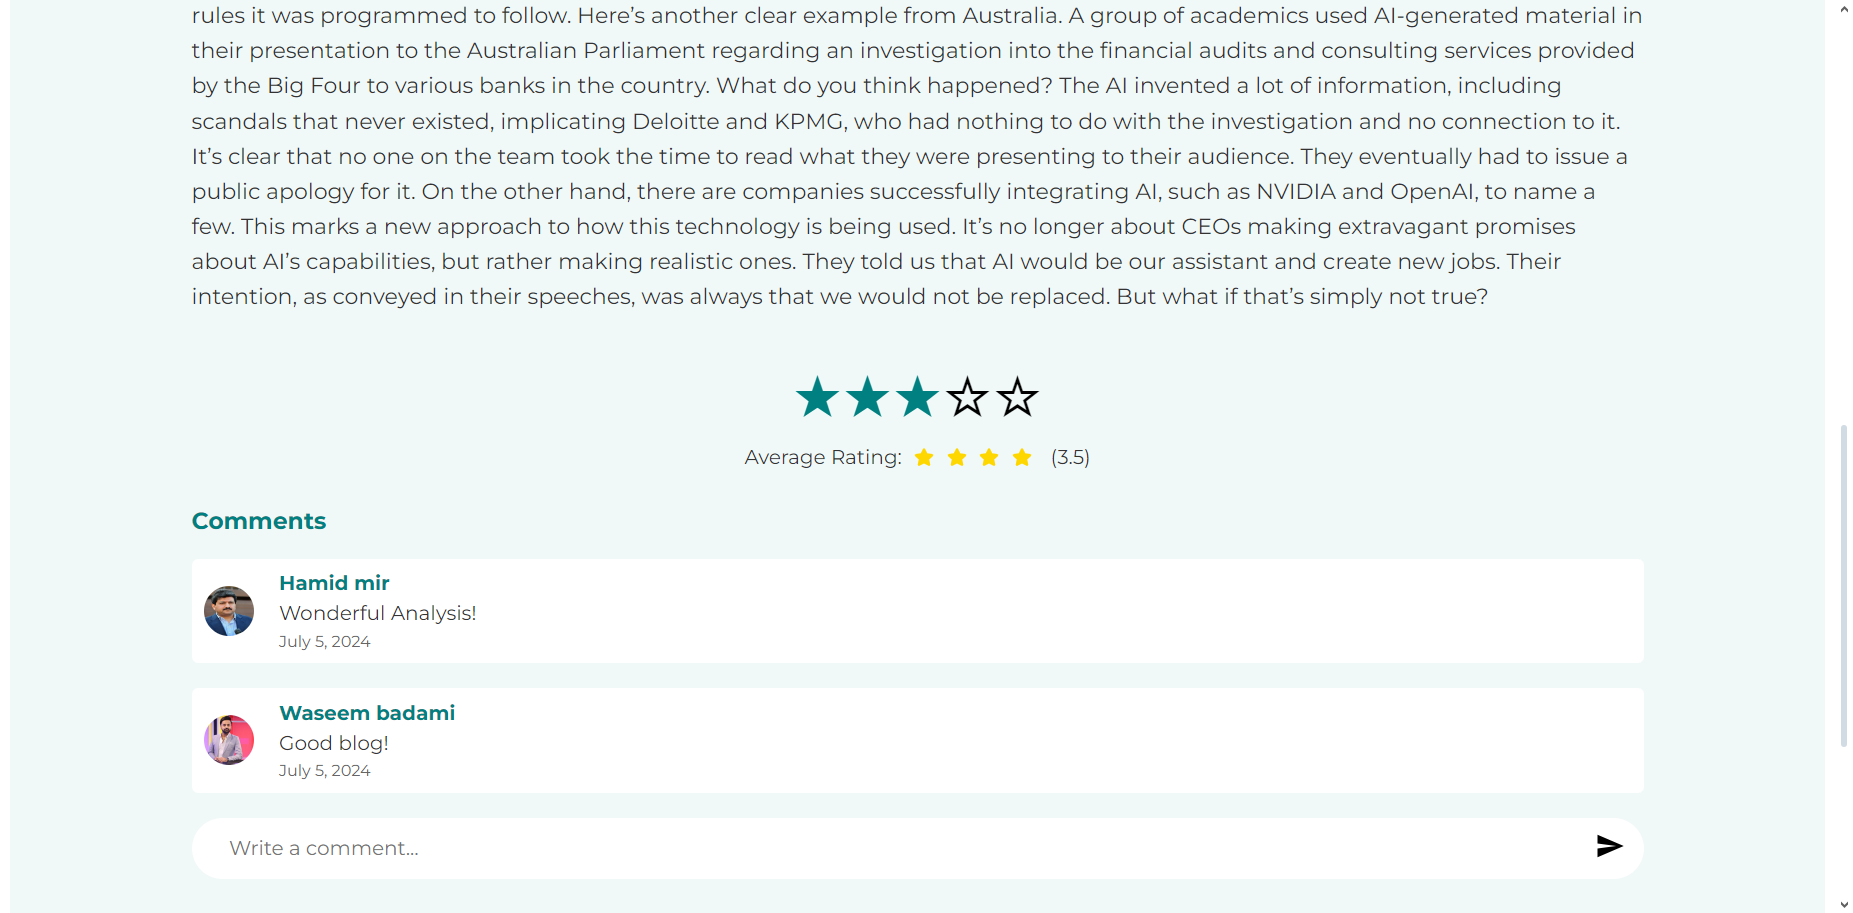 rules it was programmed to follow. Here’s another clear example from Australia. A group of academics used AI-generated material in
their presentation to the Australian Parliament regarding an investigation into the financial audits and consulting services provided
by the Big Four to various banks in the country. What do you think happened? The AI invented a lot of information, including
scandals that never existed, implicating Deloitte and KPMG, who had nothing to do with the investigation and no connection to it.
It’s clear that no one on the team took the time to read what they were presenting to their audience. They eventually had to issue a
public apology for it. On the other hand, there are companies successfully integrating AI, such as NVIDIA and OpenAI, to name a
few. This marks a new approach to how this technology is being used. It’s no longer about CEOs making extravagant promises
about AI’s capabilities, but rather making realistic ones. They told us that AI would be our assistant and create new jobs. Their
intention, as conveyed in their speeches, was always that we would not be replaced. But what if that’s simply not true?
Average Rating: (3.5)
Comments
Hamid mir
Wonderful Analysis!
July 5, 2024
Waseem badami
Good blog!
July 5, 2024
Write a comment...